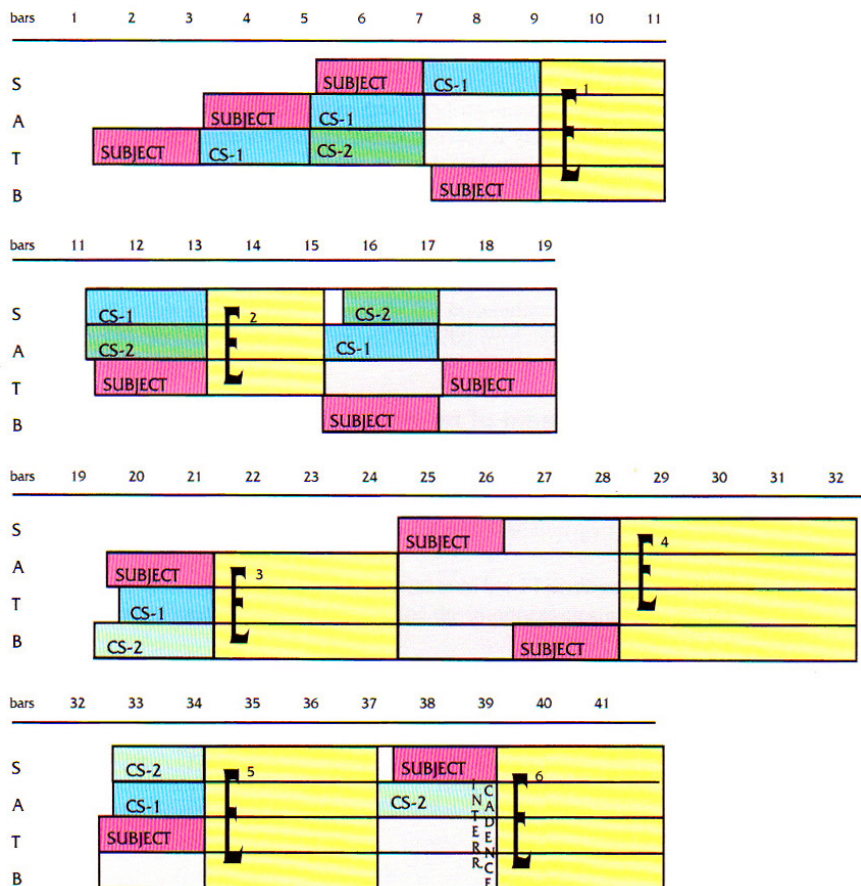 bars 1 2 3 4 5 6 7 8 9 10 11
S SUBJECT CS-1 E 1
A SUBJECT CS-1
T SUBJECT CS-1 CS-2
B SUBJECT
bars 11 12 13 14 15 16 17 18 19
S CS-1 E 2 CS-2
A CS-2 CS-1
T SUBJECT SUBJECT
B SUBJECT
bars 19 20 21 22 23 24 25 26 27 28 29 30 31 32
S SUBJECT E 4
A SUBJECT E 3
T CS-1
B CS-2 SUBJECT
bars 32 33 34 35 36 37 38 39 40 41
S CS-2 E 5 SUBJECT E 6
A CS-1 CS-2 INTERR. CADENCE
T SUBJECT
B